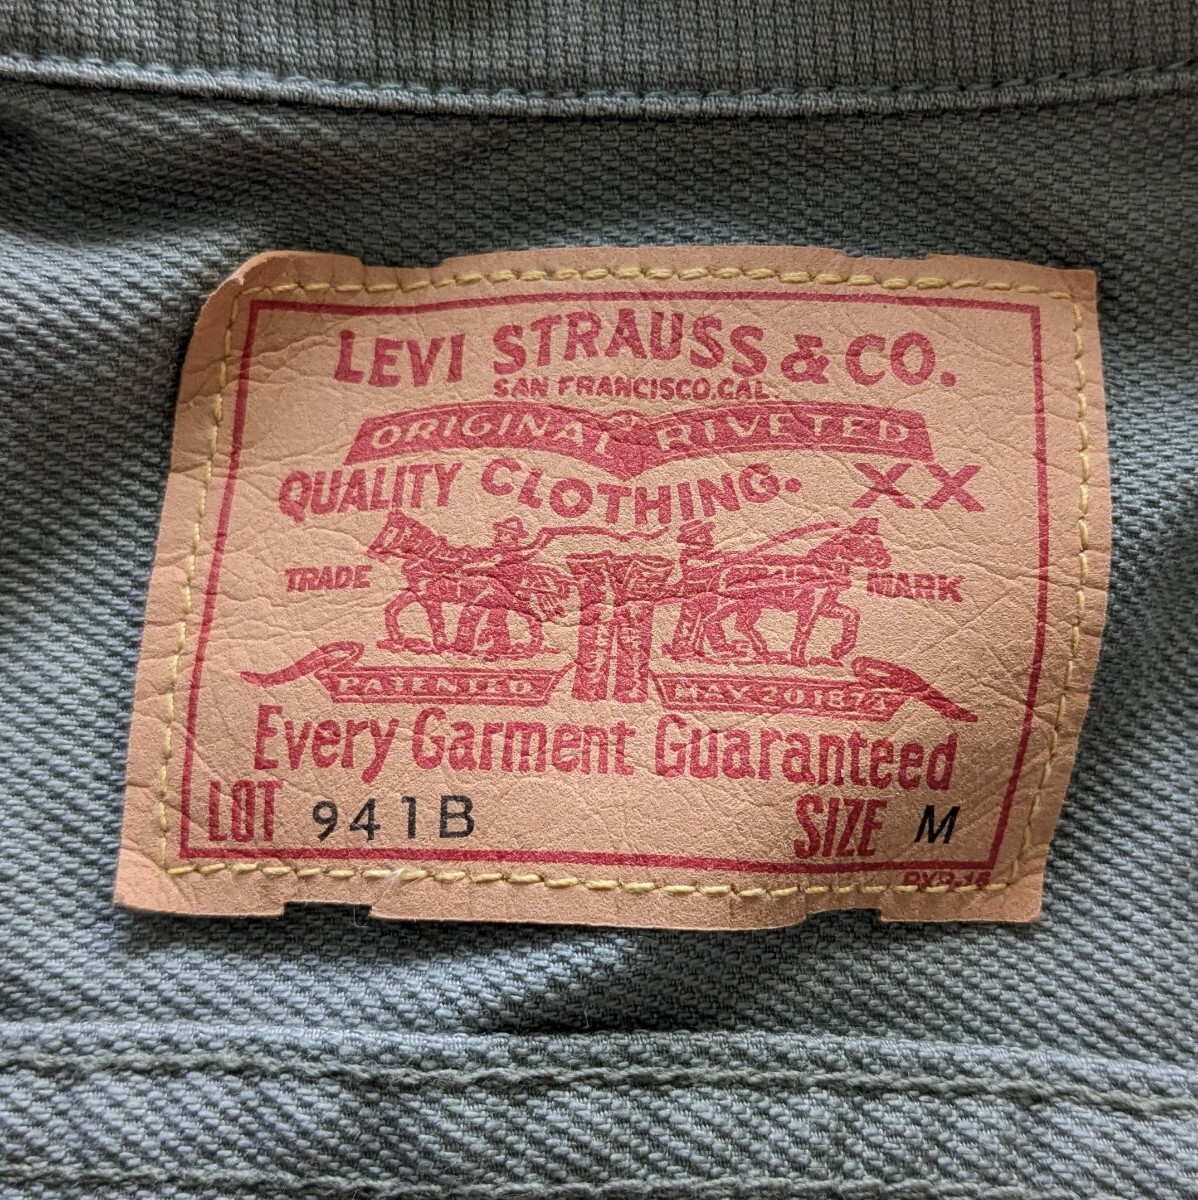 LEVI STRAUSS & CO.
SAN FRANCISCO, CAL.
ORIGINAL RIVETED
QUALITY CLOTHING. XX
TRADE MARK
PATENTED MAY 20 1873
Every Garment Guaranteed
LOT 941B SIZE M